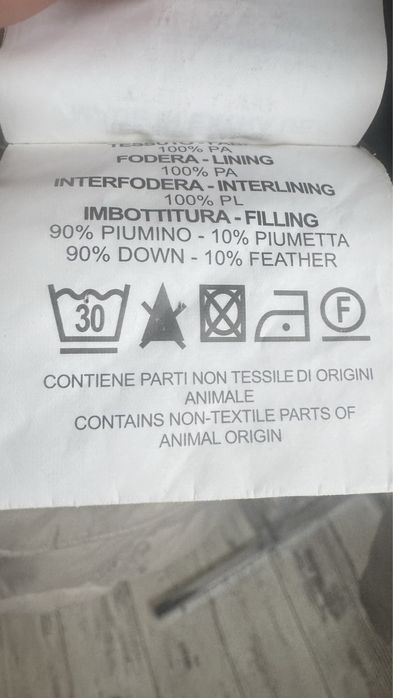 100% PA
FODERA - LINING
100% PA
INTERFODERA - INTERLINING
100% PL
IMBOTTITURA - FILLING
90% PIUMINO - 10% PIUMETTA
90% DOWN - 10% FEATHER
30 F
CONTIENE PARTI NON TESSILE DI ORIGINI
ANIMALE
CONTAINS NON-TEXTILE PARTS OF
ANIMAL ORIGIN